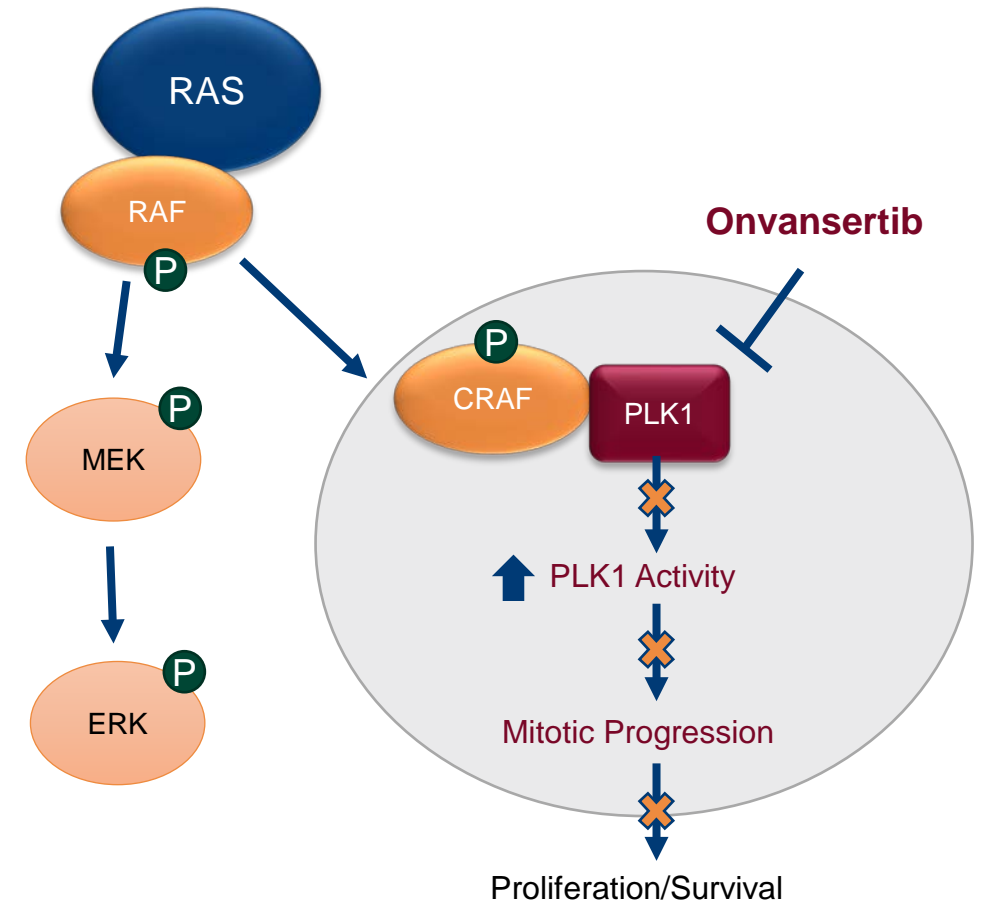 RAS
RAF
P
Onvansertib
P
CRAF
PLK1
P
MEK
PLK1 Activity
P
ERK
Mitotic Progression
Proliferation/Survival